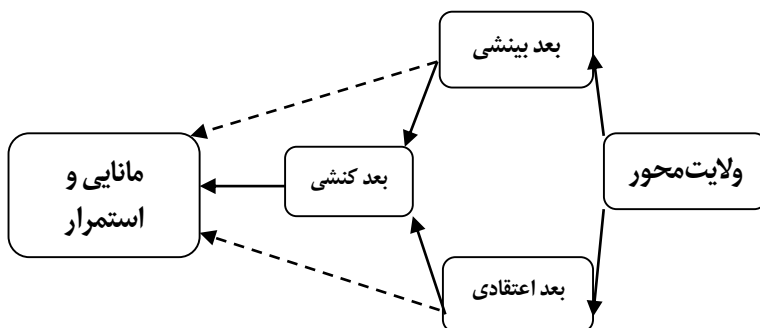 بعد بینشی
ولایت‌محور
بعد کنشی
مانایی و
استمرار
بعد اعتقادی